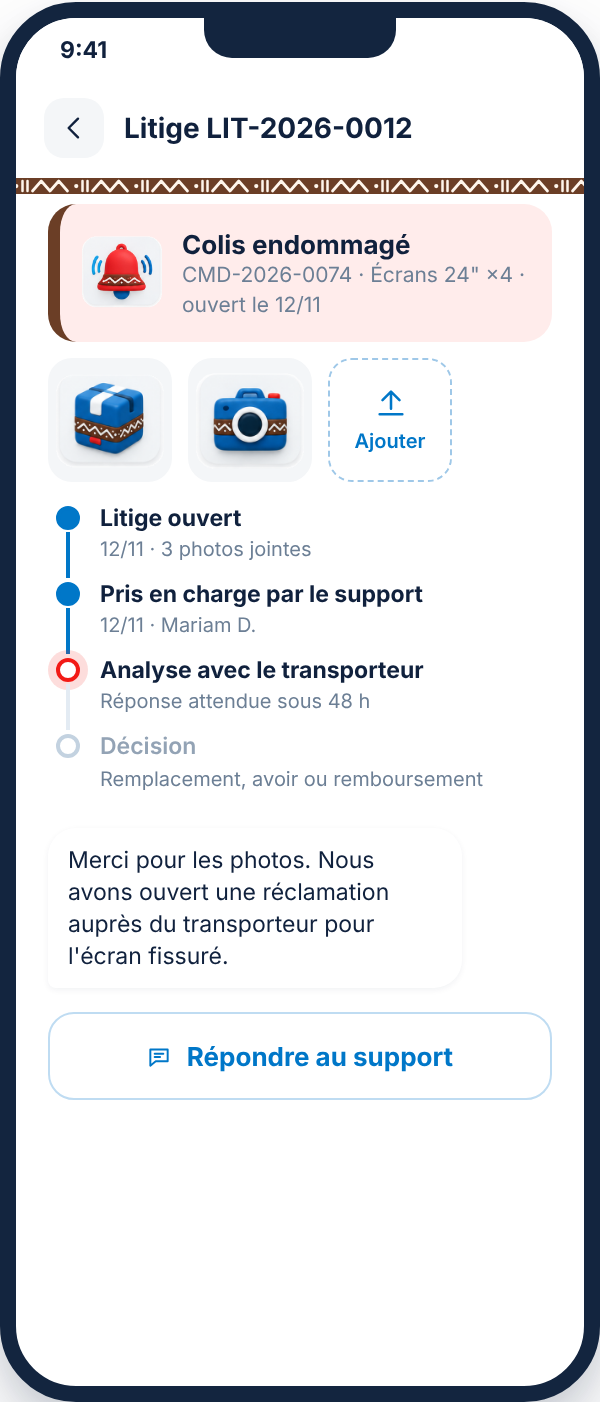 9:41
Litige LIT-2026-0012
Colis endommagé
CMD-2026-0074 · Écrans 24" ×4 ·
ouvert le 12/11
Ajouter
Litige ouvert
12/11 · 3 photos jointes
Pris en charge par le support
12/11 · Mariam D.
Analyse avec le transporteur
Réponse attendue sous 48 h
Décision
Remplacement, avoir ou remboursement
Merci pour les photos. Nous
avons ouvert une réclamation
auprès du transporteur pour
l'écran fissuré.
Répondre au support